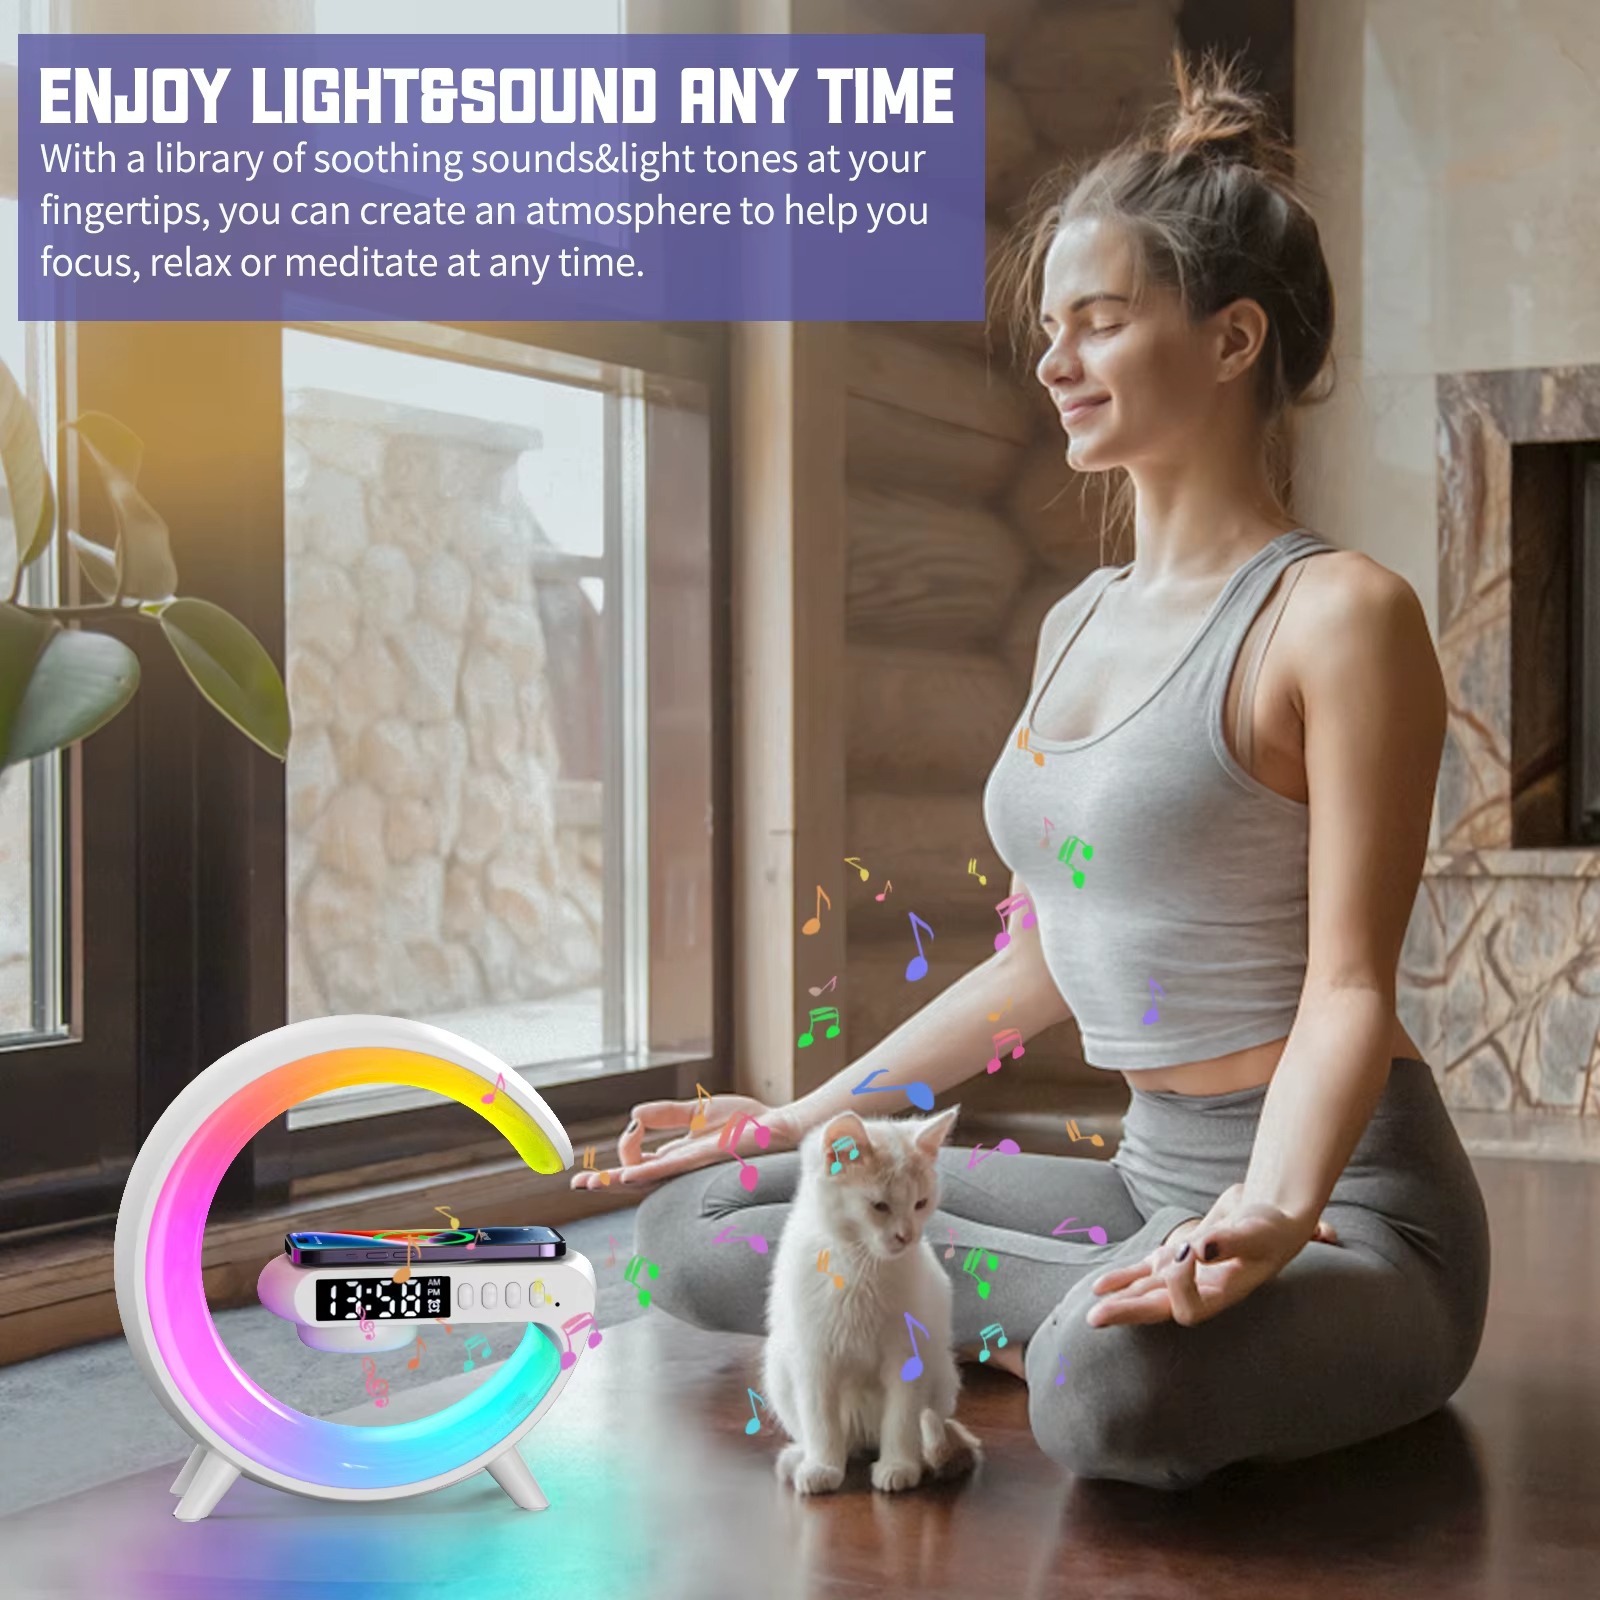 ENJOY LIGHT&SOUND ANY TIME
With a library of soothing sounds&light tones at your
fingertips, you can create an atmosphere to help you
focus, relax or meditate at any time.
AM
13:58 PM